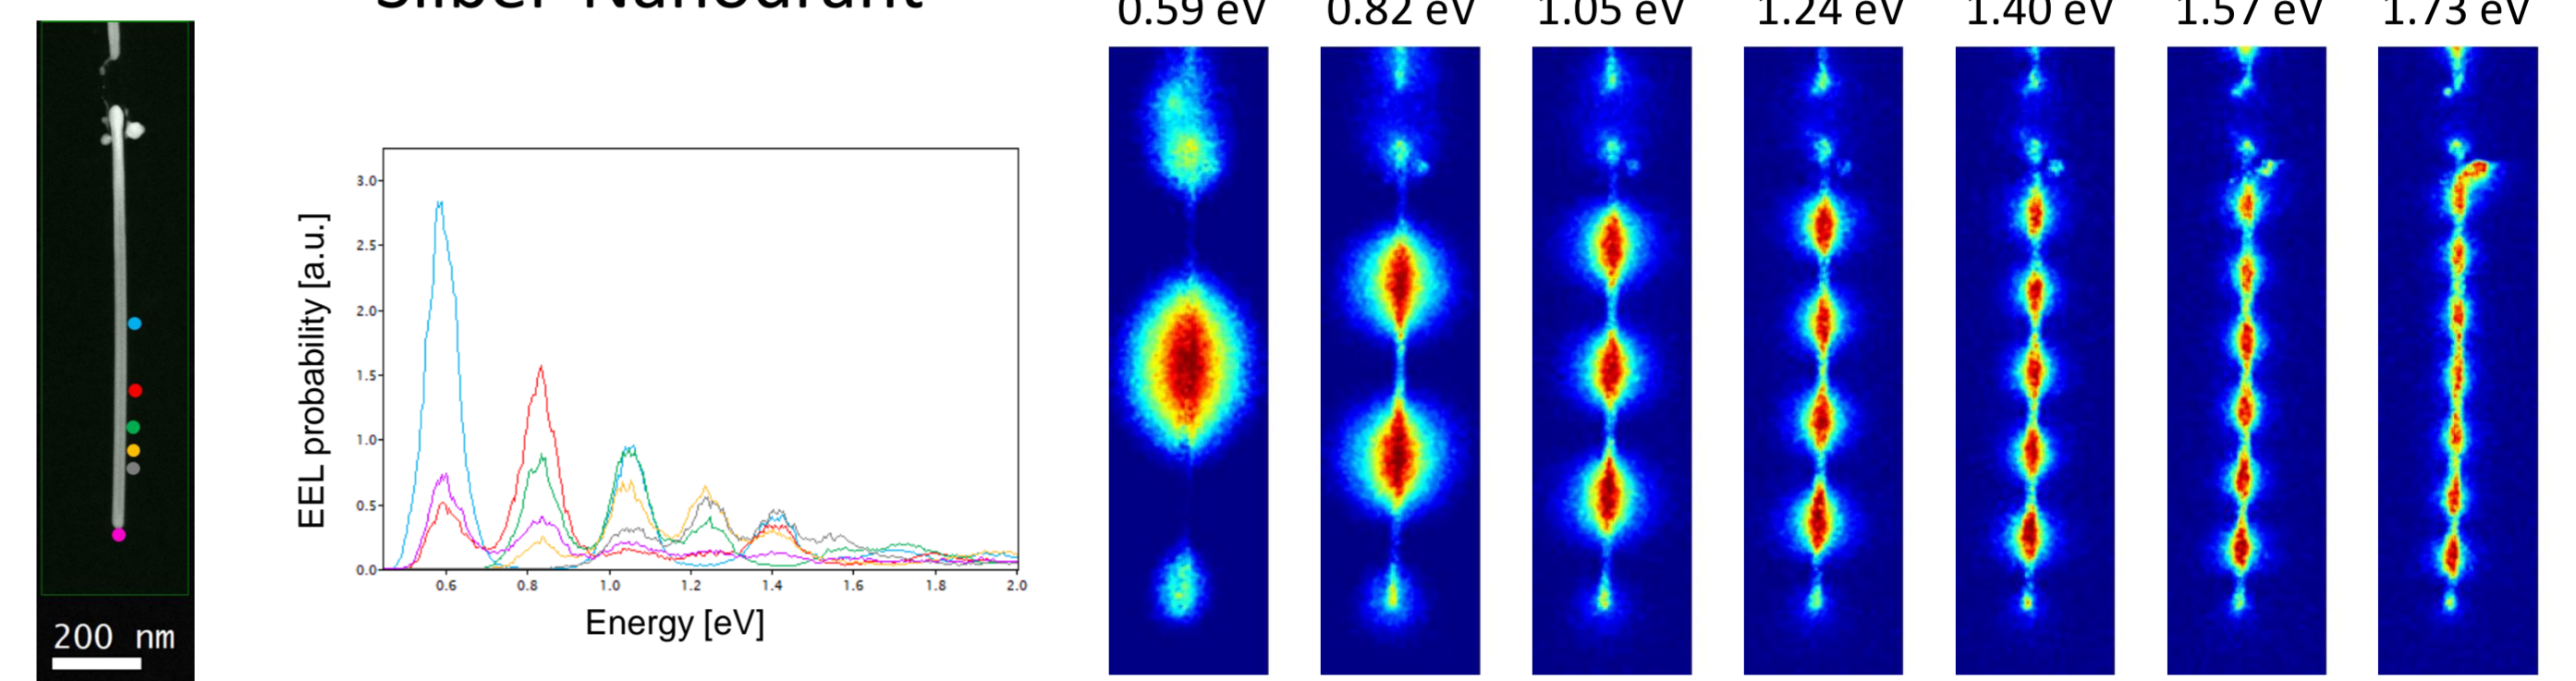 Silber-Nanodraht
0.59 eV
0.82 eV
1.05 eV
1.24 eV
1.40 eV
1.57 eV
1.73 eV
200 nm
EEL probability [a.u.]
3.0
2.5
2.0
1.5
1.0
0.5
0.0
0.6
0.8
1.0
1.2
1.4
1.6
1.8
2.0
Energy [eV]